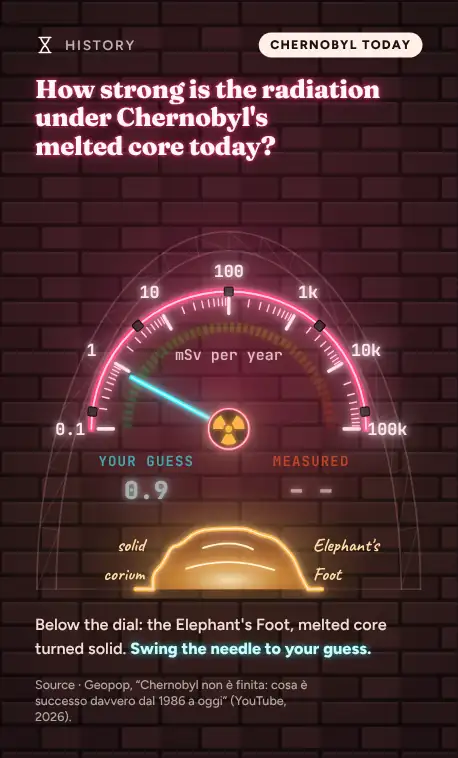 HISTORY
CHERNOBYL TODAY
How strong is the radiation
under Chernobyl's
melted core today?
100
10
1k
1
10k
mSv per year
0.1
100k
YOUR GUESS
MEASURED
0.9
– –
solid
corium
Elephant's
Foot
Below the dial: the Elephant's Foot, melted core
turned solid. Swing the needle to your guess.
Source · Geopop, “Chernobyl non è finita: cosa è
successo davvero dal 1986 a oggi” (YouTube,
2026).